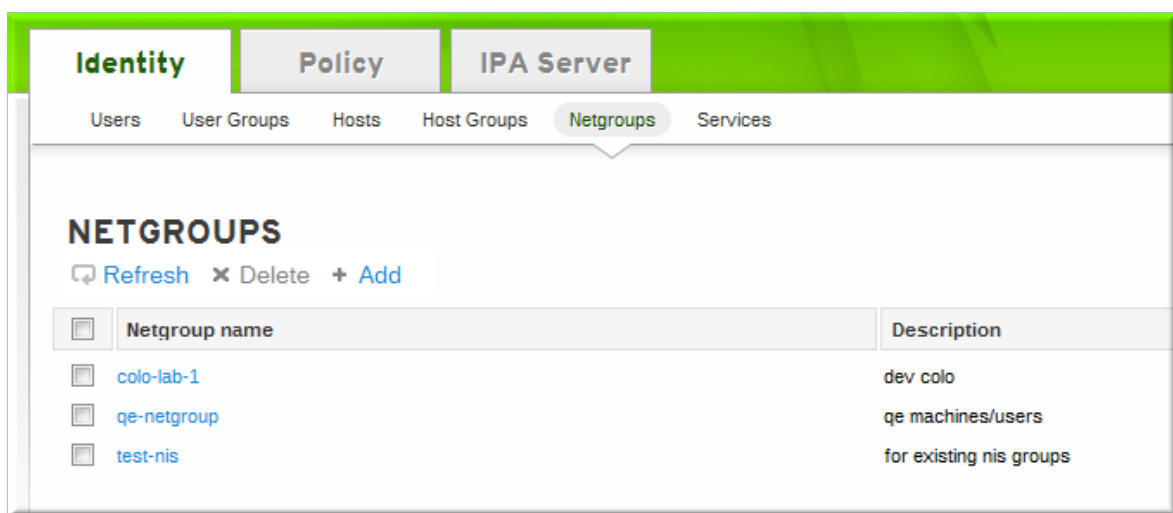 Identity Policy IPA Server
Users User Groups Hosts Host Groups Netgroups Services
NETGROUPS
Refresh Delete Add
Netgroup name Description
colo-lab-1 dev colo
qe-netgroup qe machines/users
test-nis for existing nis groups